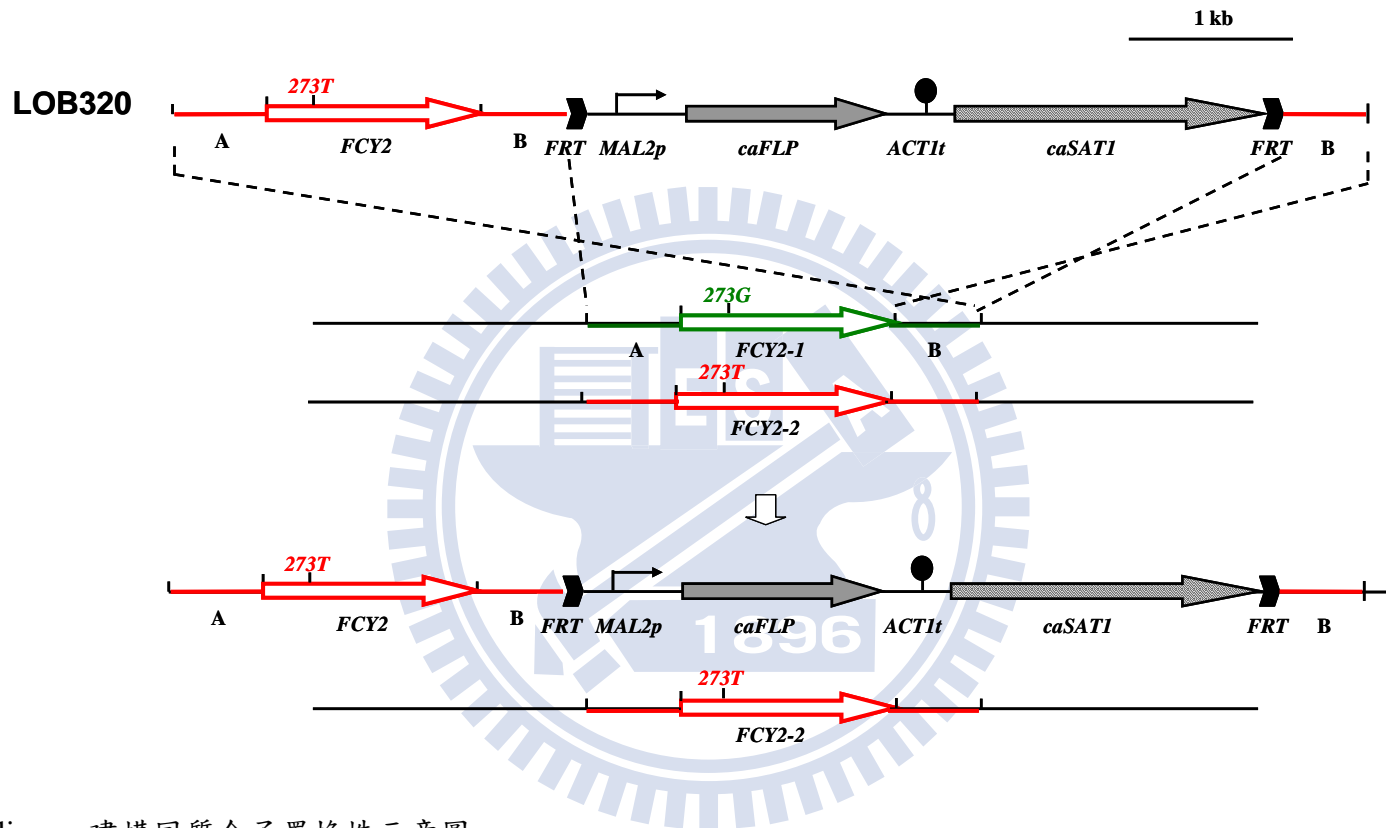 1 kb
LOB320
273T
A FCY2 B FRT MAL2p caFLP ACT1t caSAT1 FRT B
273G
A FCY2-1 B
273T
FCY2-2
273T
A FCY2 B FRT MAL2p caFLP ACT1t caSAT1 FRT B
1896
273T
FCY2-2